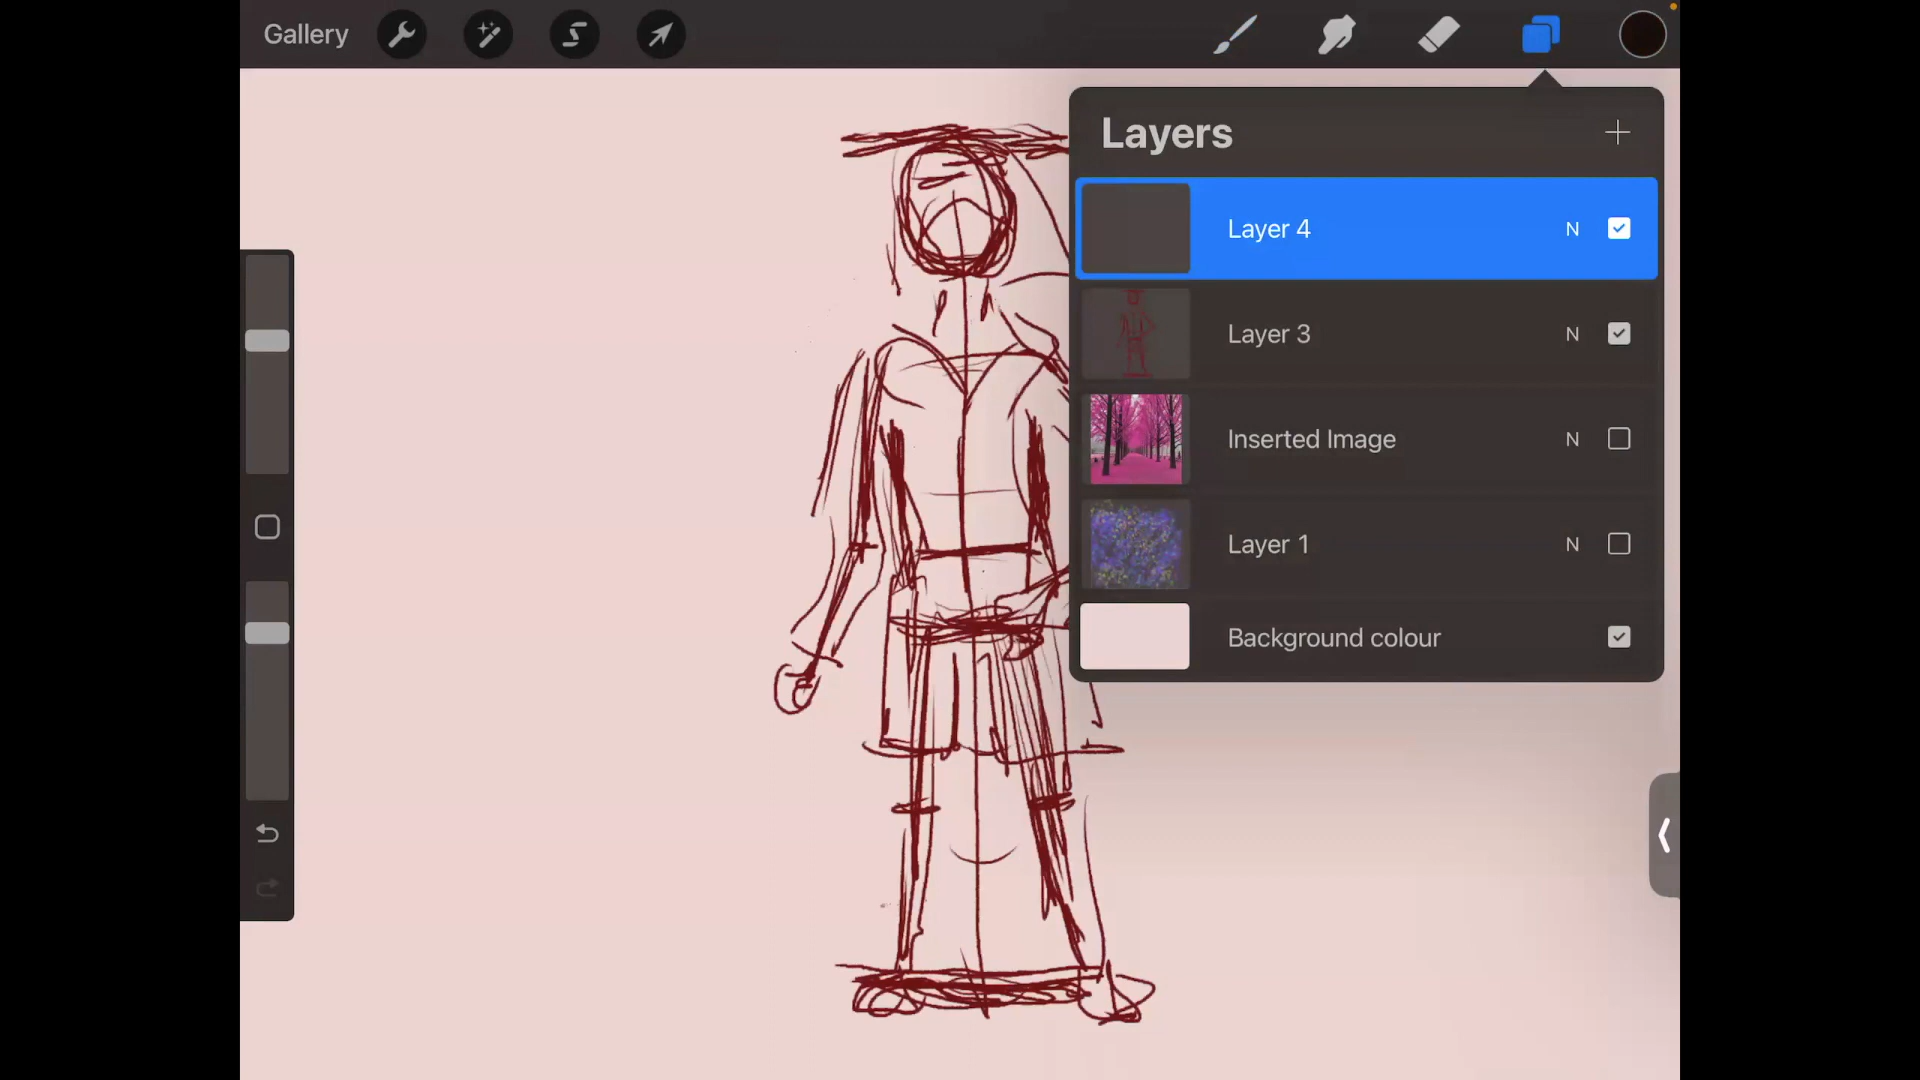 Gallery
Layers
Layer 4 N
Layer 3 N
Inserted Image N
Layer 1 N
Background colour